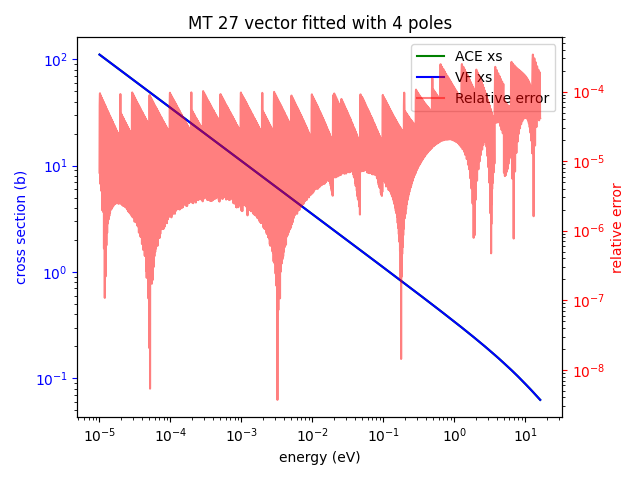 MT 27 vector fitted with 4 poles
ACE xs
VF xs
Relative error
cross section (b)
10²
10¹
10⁰
10⁻¹
10⁻⁴
10⁻⁵
10⁻⁶
10⁻⁷
10⁻⁸
relative error
10⁻⁵
10⁻⁴
10⁻³
10⁻²
10⁻¹
10⁰
10¹
energy (eV)